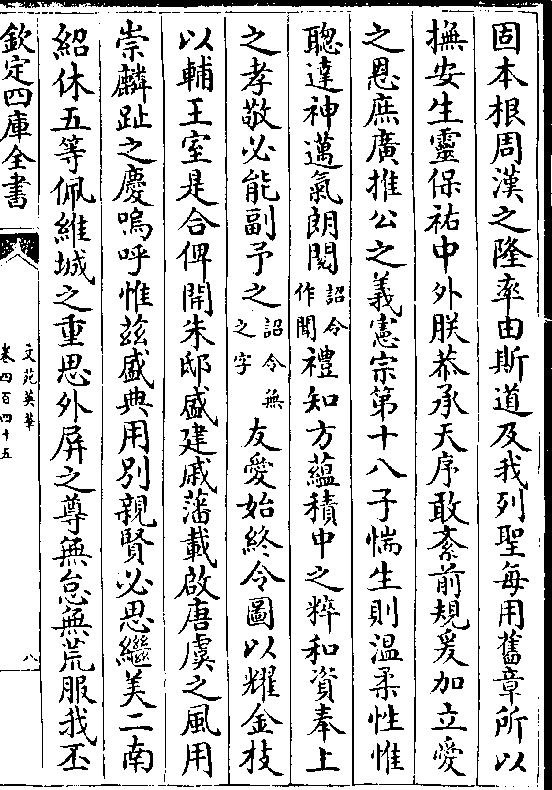 固本根周漢之隆率由斯道及我列聖每用舊章所以
撫安生靈保祐中外朕恭承天序敢紊前規爰加立愛
之恩庶廣推公之義憲宗第十八子惴生則温柔性惟
聰達神邁氣朗閱詔令作聞禮知方蘊積中之粹和資奉上
之孝敬必能副予之詔令無之字友愛始終令圖以耀金枝
以輔王室是合俾開朱邸盛建戚藩載啟唐虞之風用
崇麟趾之慶嗚呼惟兹盛典用别親賢必思繼美二南
紹休五等佩維城之重思外屏之尊無怠無荒服我丕
欽定四庫全書
文苑英華
卷四百四十五
八